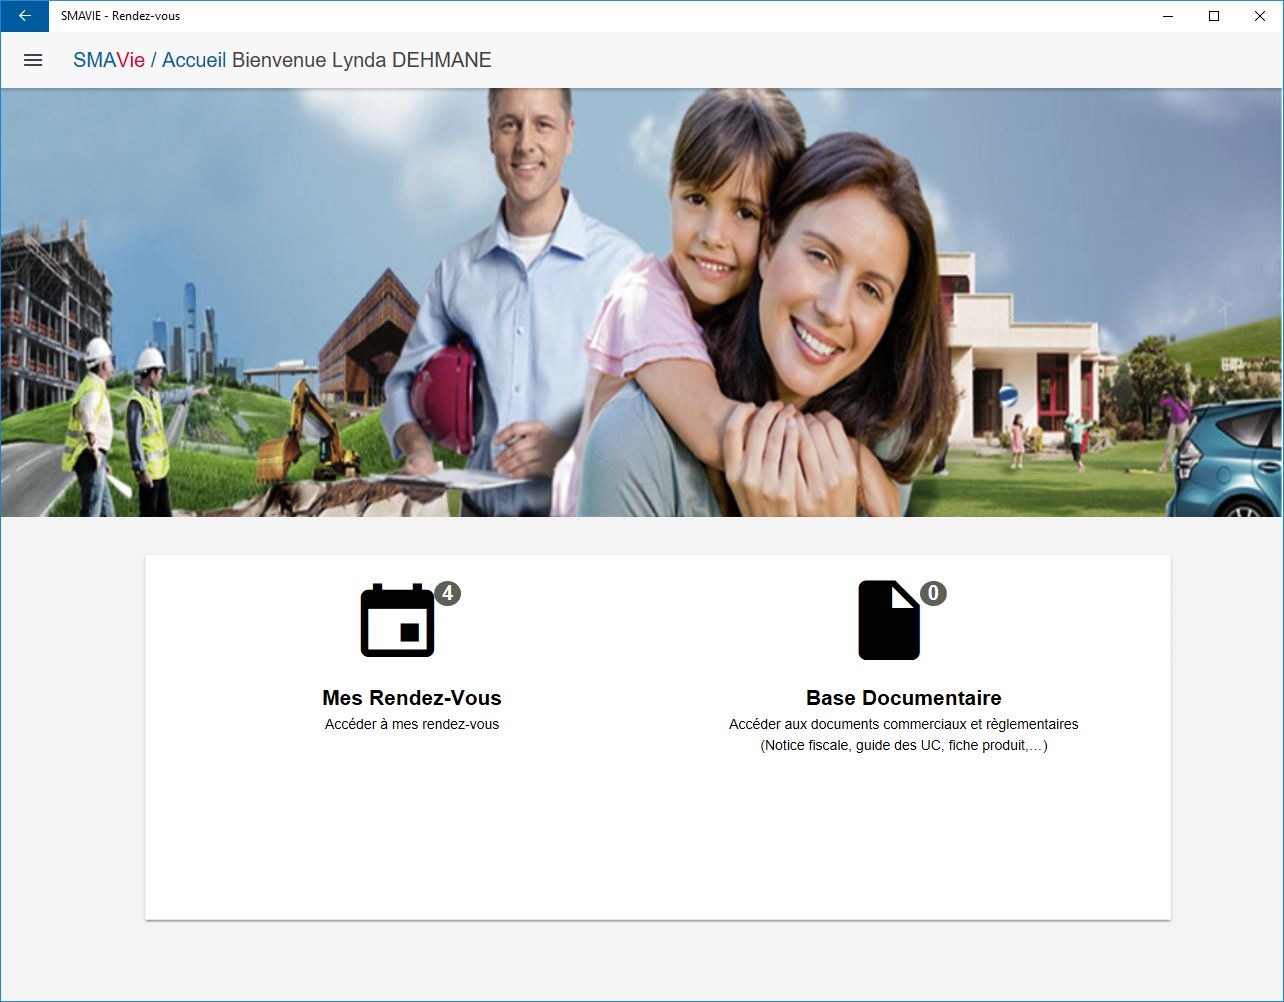 SMAVIE - Rendez-vous
SMAVie / Accueil Bienvenue Lynda DEHMANE
4
0
Mes Rendez-Vous
Accéder à mes rendez-vous
Base Documentaire
Accéder aux documents commerciaux et règlementaires
(Notice fiscale, guide des UC, fiche produit,...)